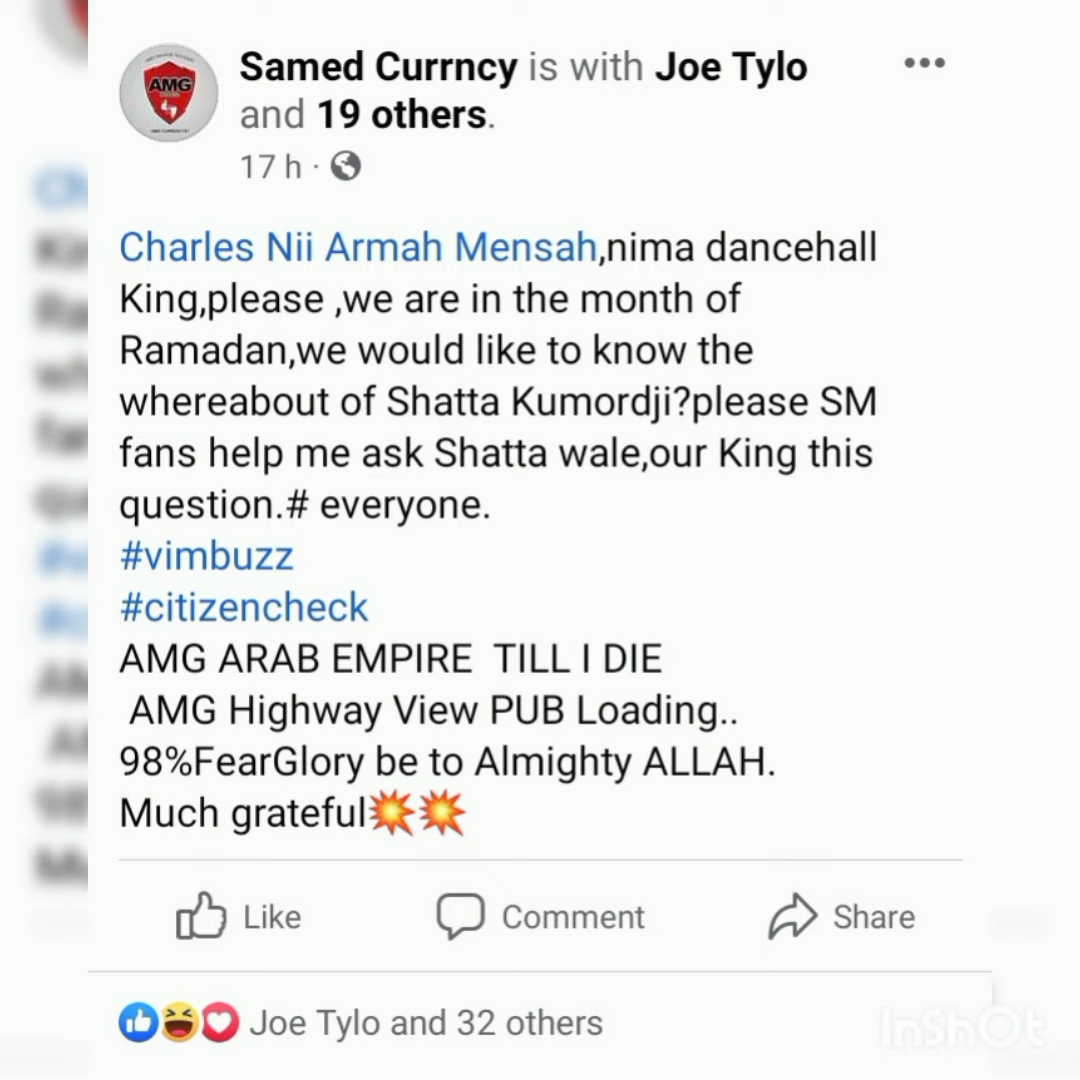 AMG
Samed Currncy is with Joe Tylo
and 19 others.
17 h ·
Charles Nii Armah Mensah,nima dancehall
King,please ,we are in the month of
Ramadan,we would like to know the
whereabout of Shatta Kumordji?please SM
fans help me ask Shatta wale,our King this
question.# everyone.
#vimbuzz
#citizencheck
AMG ARAB EMPIRE  TILL I DIE
AMG Highway View PUB Loading..
98%FearGlory be to Almighty ALLAH.
Much grateful💥💥
Like Comment Share
Joe Tylo and 32 others
InShOt